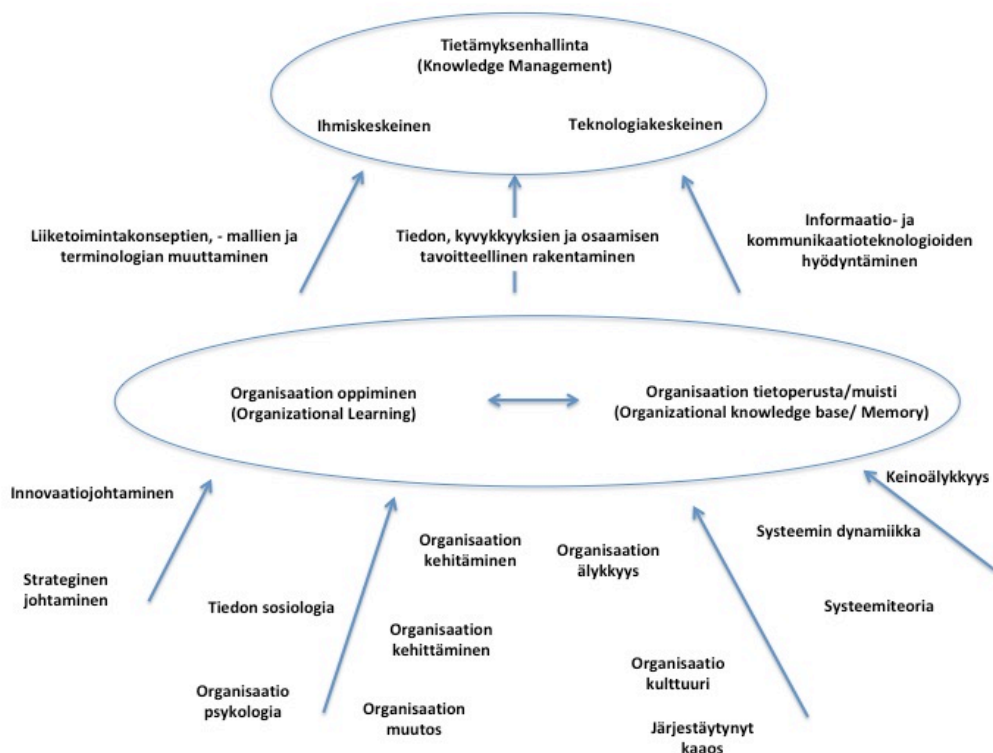 Tietämyksenhallinta
(Knowledge Management)
Ihmiskeskeinen
Teknologiakeskeinen
Liiketoimintakonseptien, - mallien ja
terminologian muuttaminen
Tiedon, kyvykkyyksien ja osaamisen
tavoitteellinen rakentaminen
Informaatio- ja
kommunikaatioteknologioiden
hyödyntäminen
Organisaation oppiminen
(Organizational Learning)
Organisaation tietoperusta/muisti
(Organizational knowledge base/ Memory)
Innovaatiojohtaminen
Keinoälykkyys
Organisaation
kehitäminen
Organisaation
älykkyys
Systeemin dynamiikka
Strateginen
johtaminen
Tiedon sosiologia
Systeemiteoria
Organisaation
kehittäminen
Organisaatio
kulttuuri
Organisaatio
psykologia
Organisaation
muutos
Järjestäytynyt
kaaos